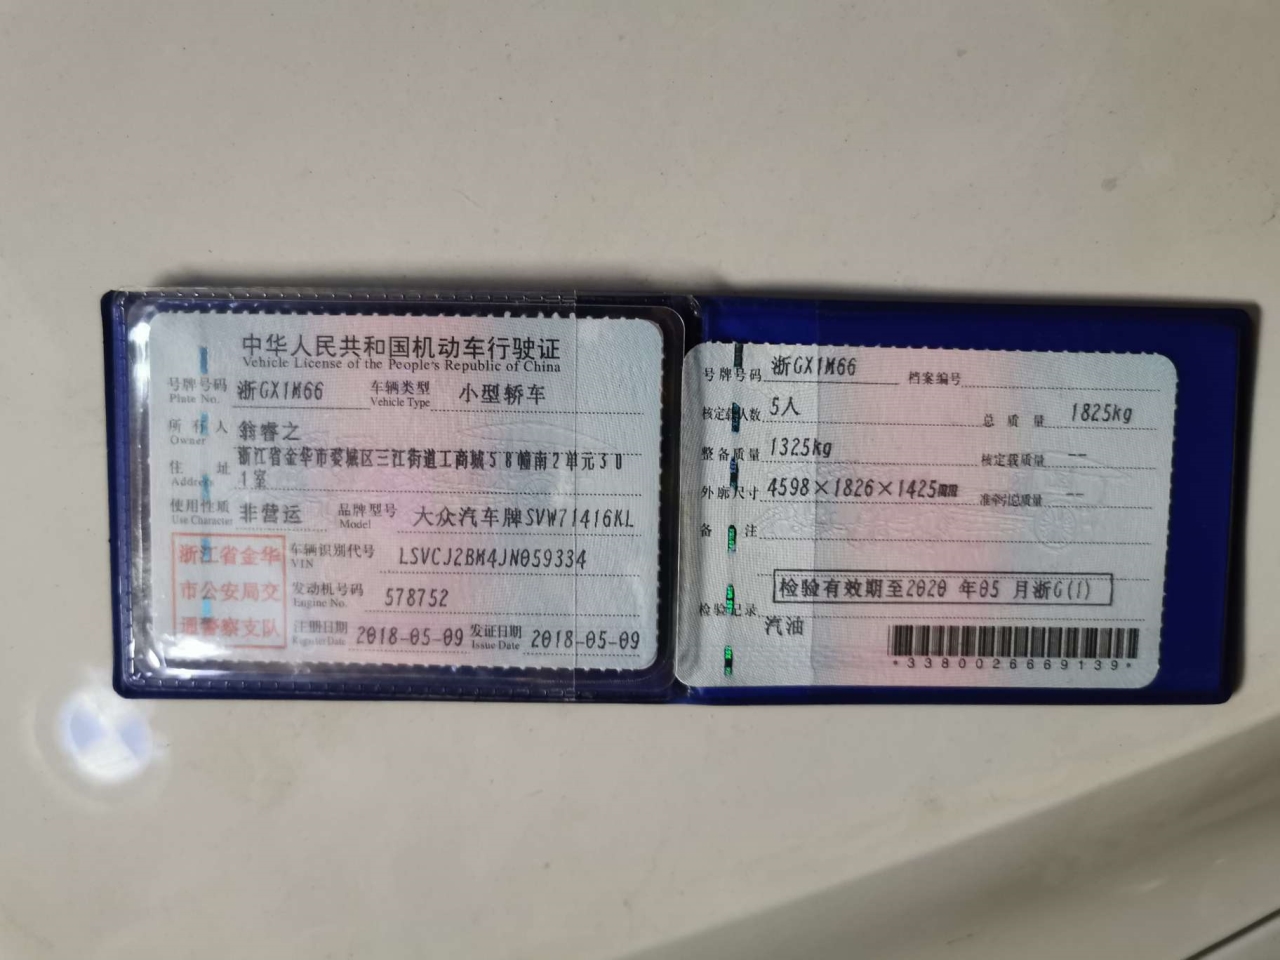 中华人民共和国机动车行驶证
Vehicle License of the People's Republic of China
号牌号码 浙GX1M66 车辆类型 小型轿车
Plate No. Vehicle Type
所有人 翁睿之
Owner
住址 浙江省金华市婺城区三江街道工商城58幢南2单元30
Address 1室
使用性质 非营运 品牌型号 大众汽车牌SVW71416KL
Use Character Model
浙江省金华
市公安局交
通警察支队
车辆识别代号 LSVCJ2BM4JN059334
VIN
发动机号码 578752
Engine No.
注册日期 2018-05-09 发证日期 2018-05-09
Register Date Issue Date
号牌号码 浙GX1M66 档案编号
核定载人数 5人 总质量 1825kg
整备质量 1325kg 核定载质量 --
外廓尺寸 4598×1826×1425mm 准牵引总质量 --
备注
检验有效期至2020 年05 月浙G(1)
检验记录
汽油
*3380026669139*